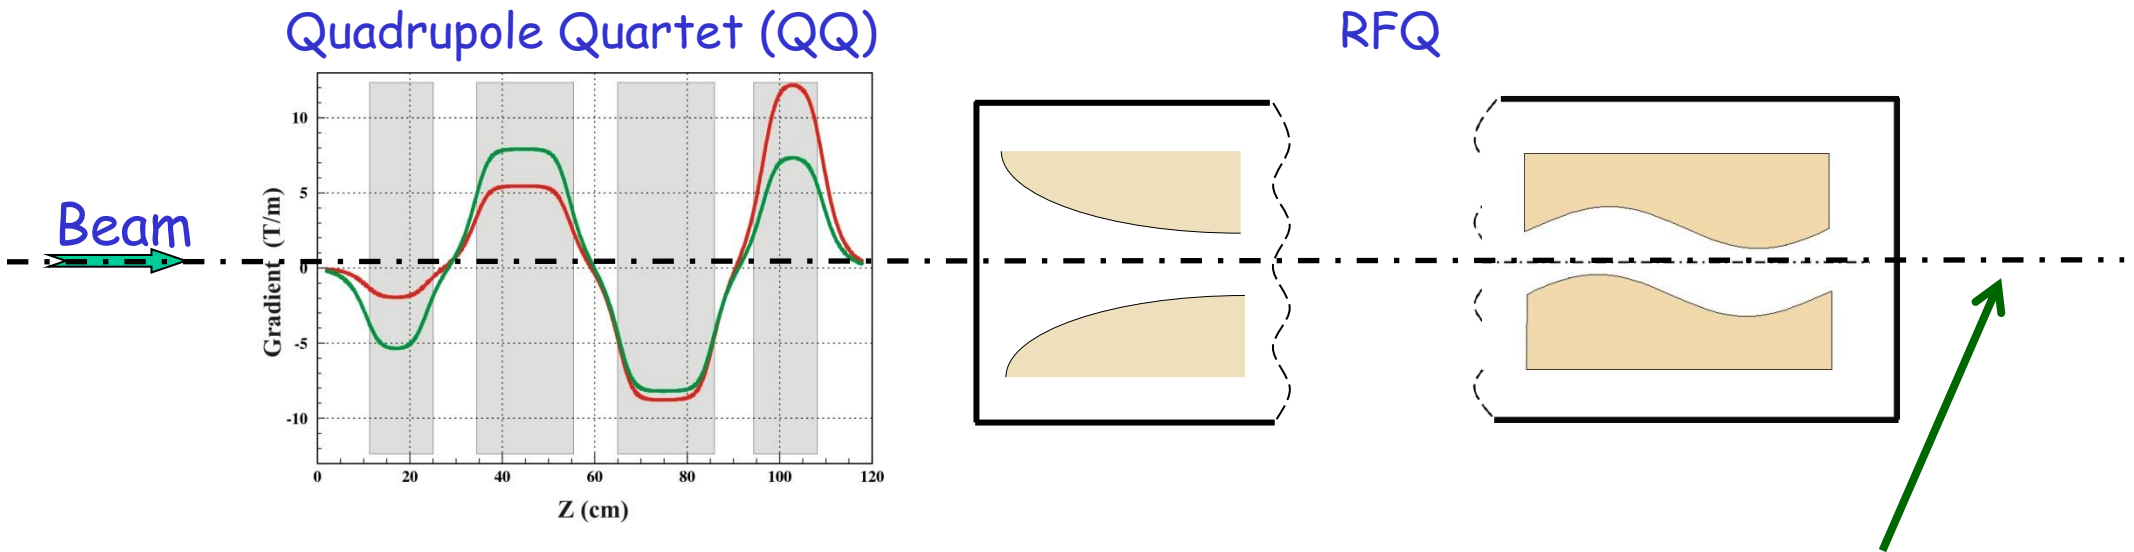 Quadrupole Quartet (QQ)
RFQ
Beam
Gradient (T/m)
10
5
0
-5
-10
0 20 40 60 80 100 120
Z (cm)